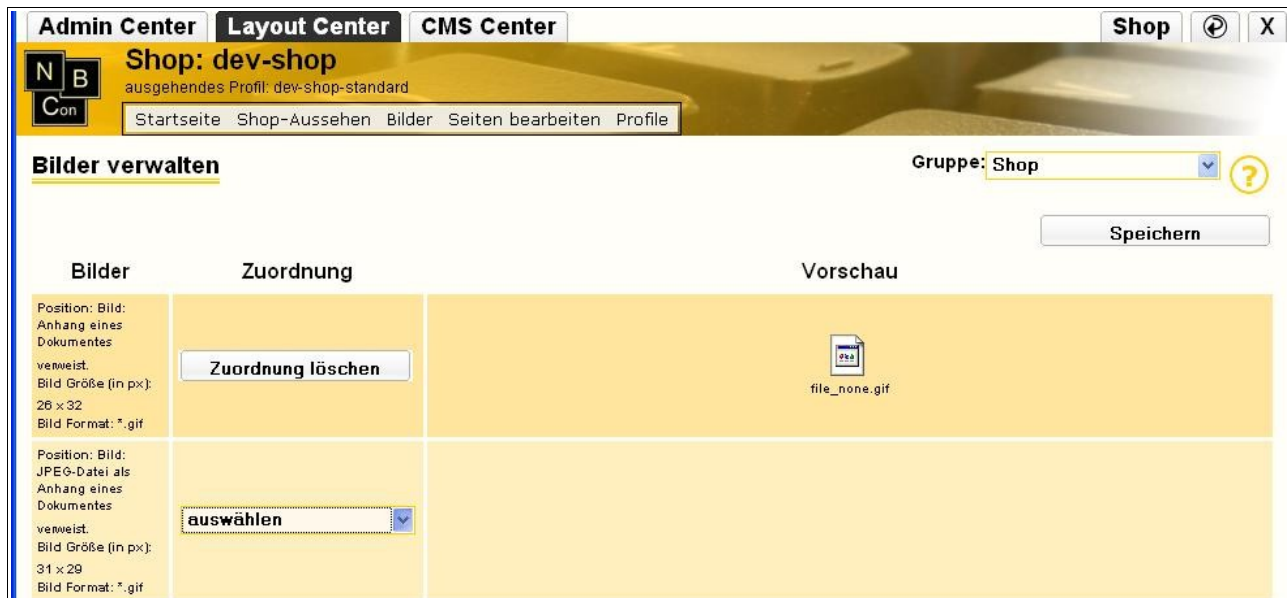 Admin Center Layout Center CMS Center Shop X
N B Con
Shop: dev-shop
ausgehendes Profil: dev-shop-standard
Startseite Shop-Aussehen Bilder Seiten bearbeiten Profile
Bilder verwalten
Gruppe: Shop
?
Speichern
Bilder Zuordnung Vorschau
Position: Bild:
Anhang eines
Dokumentes
verweist.
Bild Größe (in px):
26 x 32
Bild Format: *.gif
Zuordnung löschen
file_none.gif
Position: Bild:
JPEG-Datei als
Anhang eines
Dokumentes
verweist.
Bild Größe (in px):
31 x 29
Bild Format: *.gif
auswählen